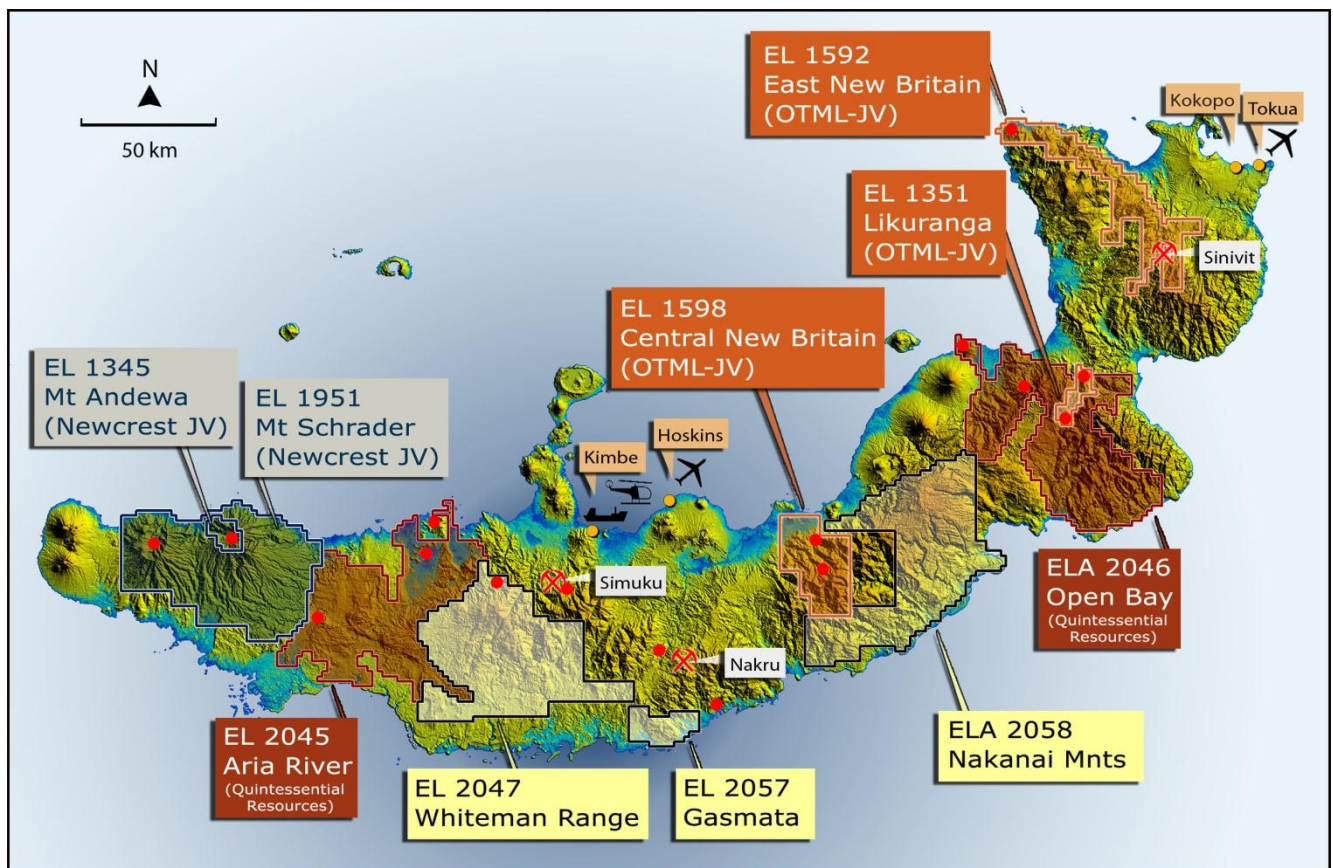 N
50 km
EL 1592
East New Britain
(OTML-JV)
Kokopo
Tokua
EL 1351
Likuranga
(OTML-JV)
Sinivit
EL 1598
Central New Britain
(OTML-JV)
EL 1345
Mt Andewa
(Newcrest JV)
EL 1951
Mt Schrader
(Newcrest JV)
Kimbe
Hoskins
Simuku
Nakru
ELA 2046
Open Bay
(Quintessential
Resources)
EL 2045
Aria River
(Quintessential
Resources)
EL 2047
Whiteman Range
EL 2057
Gasmata
ELA 2058
Nakanai Mnts